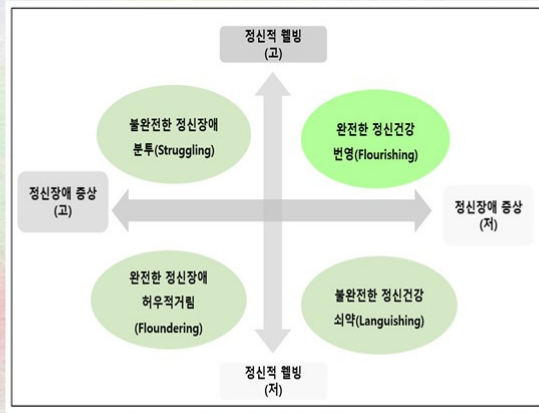 정신적 웰빙
(고)
불완전한 정신장애
분투(Struggling)
완전한 정신건강
번영(Flourishing)
정신장애 증상
(고)
정신장애 증상
(저)
완전한 정신장애
허우적거림
(Floundering)
불완전한 정신건강
쇠약(Languishing)
정신적 웰빙
(저)